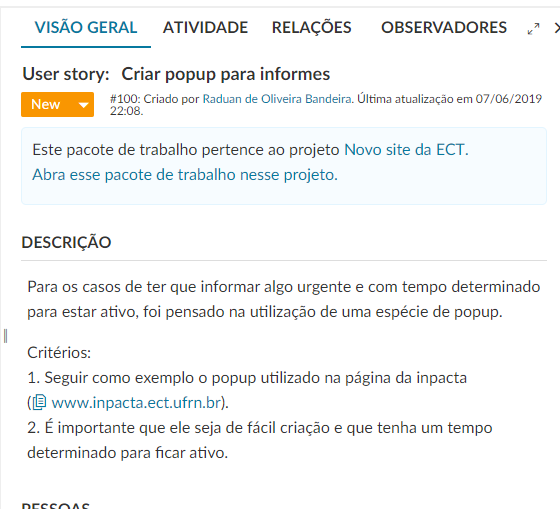 VISÃO GERAL ATIVIDADE RELAÇÕES OBSERVADORES
User story: Criar popup para informes
New
#100: Criado por Raduan de Oliveira Bandeira. Última atualização em 07/06/2019
22:08.
Este pacote de trabalho pertence ao projeto Novo site da ECT.
Abra esse pacote de trabalho nesse projeto.
DESCRIÇÃO
Para os casos de ter que informar algo urgente e com tempo determinado
para estar ativo, foi pensado na utilização de uma espécie de popup.
Critérios:
1. Seguir como exemplo o popup utilizado na página da inpacta
(www.inpacta.ect.ufrn.br).
2. É importante que ele seja de fácil criação e que tenha um tempo
determinado para ficar ativo.
PESSOAS